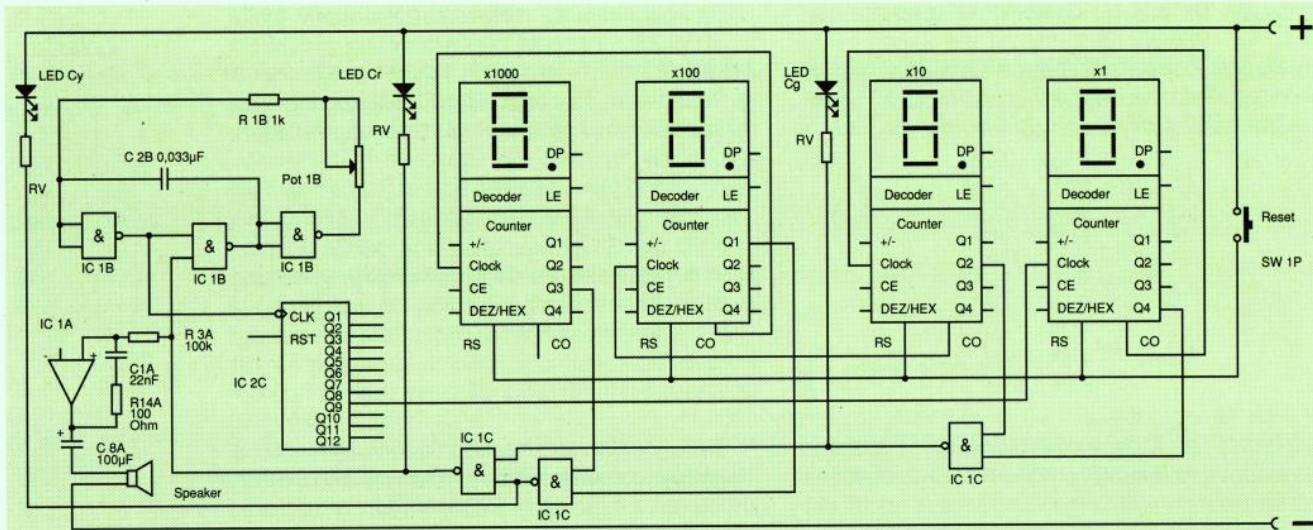 +
LED Cy
RV
R 1B 1k
C 2B 0,033µF
Pot 1B
&
IC 1B
&
IC 1B
&
IC 1B
LED Cr
RV
x1000
DP
Decoder
LE
Counter
+/-
Q1
Clock
Q2
CE
Q3
DEZ/HEX
Q4
RS
CO
x100
DP
Decoder
LE
Counter
+/-
Q1
Clock
Q2
CE
Q3
DEZ/HEX
Q4
RS
CO
LED
Cg
RV
x10
DP
Decoder
LE
Counter
+/-
Q1
Clock
Q2
CE
Q3
DEZ/HEX
Q4
RS
CO
x1
DP
Decoder
LE
Counter
+/-
Q1
Clock
Q2
CE
Q3
DEZ/HEX
Q4
RS
CO
Reset
SW 1P
IC 1A
-
+
R 3A
100k
C1A
22nF
R14A
100
Ohm
+
C 8A
100µF
Speaker
CLK
RST
IC 2C
Q1
Q2
Q3
Q4
Q5
Q6
Q7
Q8
Q9
Q10
Q11
Q12
IC 1C
&
&
IC 1C
&
IC 1C
−